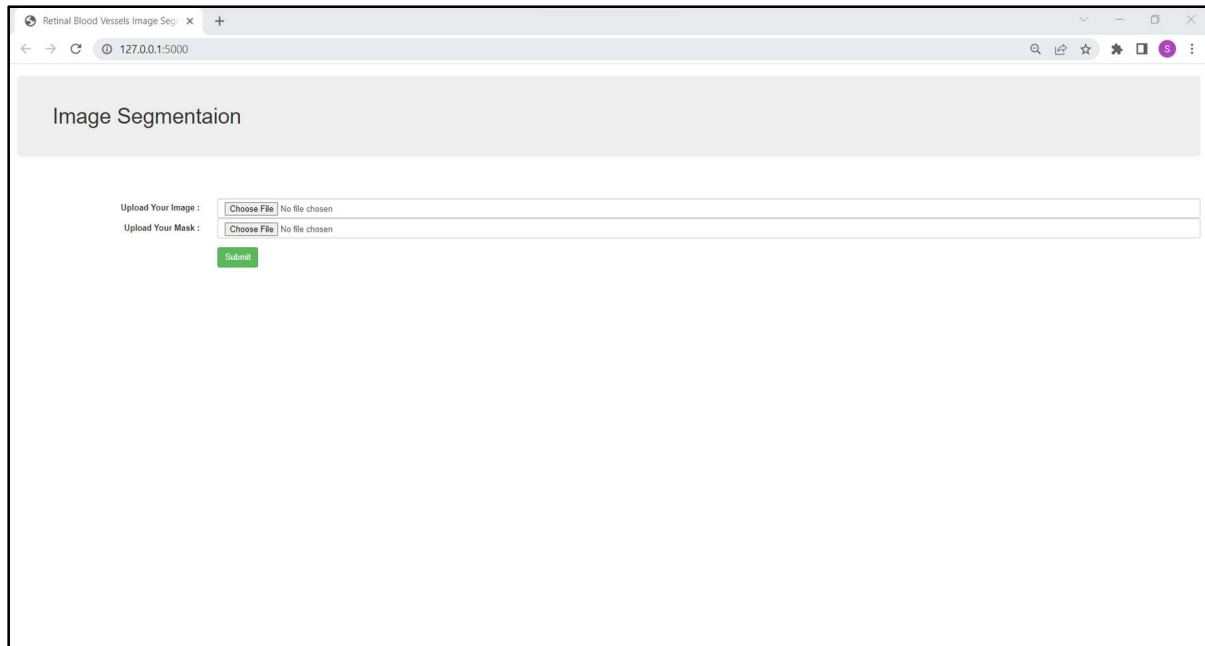 Retinal Blood Vessels Image Seg
127.0.0.1:5000
S
Image Segmentaion
Upload Your Image :
Choose File No file chosen
Upload Your Mask :
Choose File No file chosen
Submit